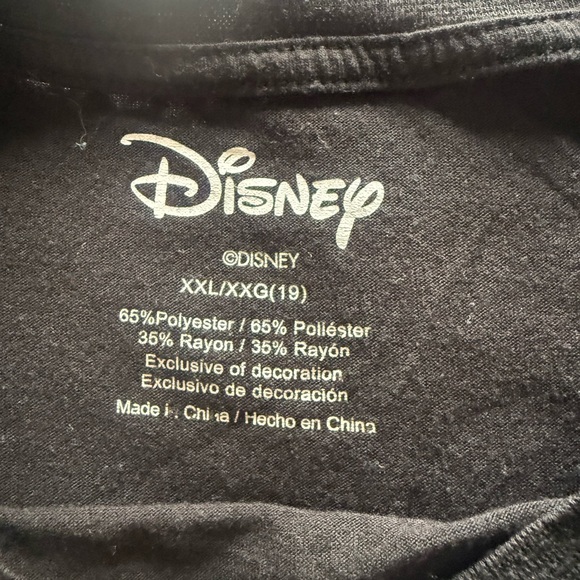 Disney
©DISNEY
XXL/XXG(19)
65%Polyester / 65% Poliéster
35% Rayon / 35% Rayón
Exclusive of decoration
Exclusivo de decoración
Made in China / Hecho en China